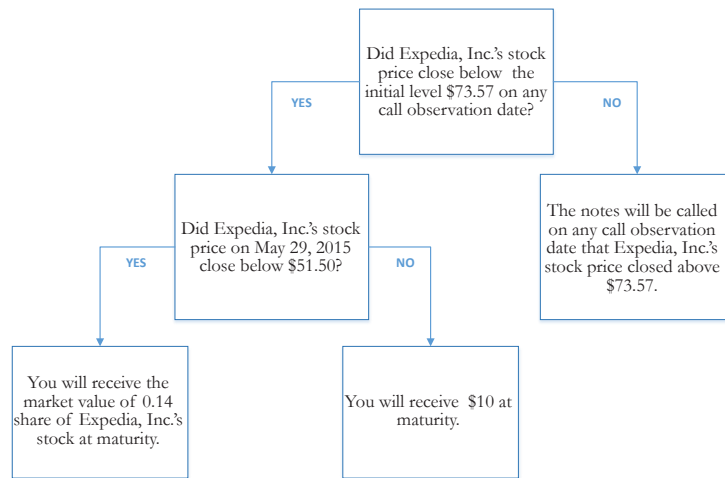 Did Expedia, Inc.'s stock
price close below the
initial level $73.57 on any
call observation date?
YES
NO
Did Expedia, Inc.'s stock
price on May 29, 2015
close below $51.50?
The notes will be called
on any call observation
date that Expedia, Inc.'s
stock price closed above
$73.57.
YES
NO
You will receive the
market value of 0.14
share of Expedia, Inc.'s
stock at maturity.
You will receive $10 at
maturity.